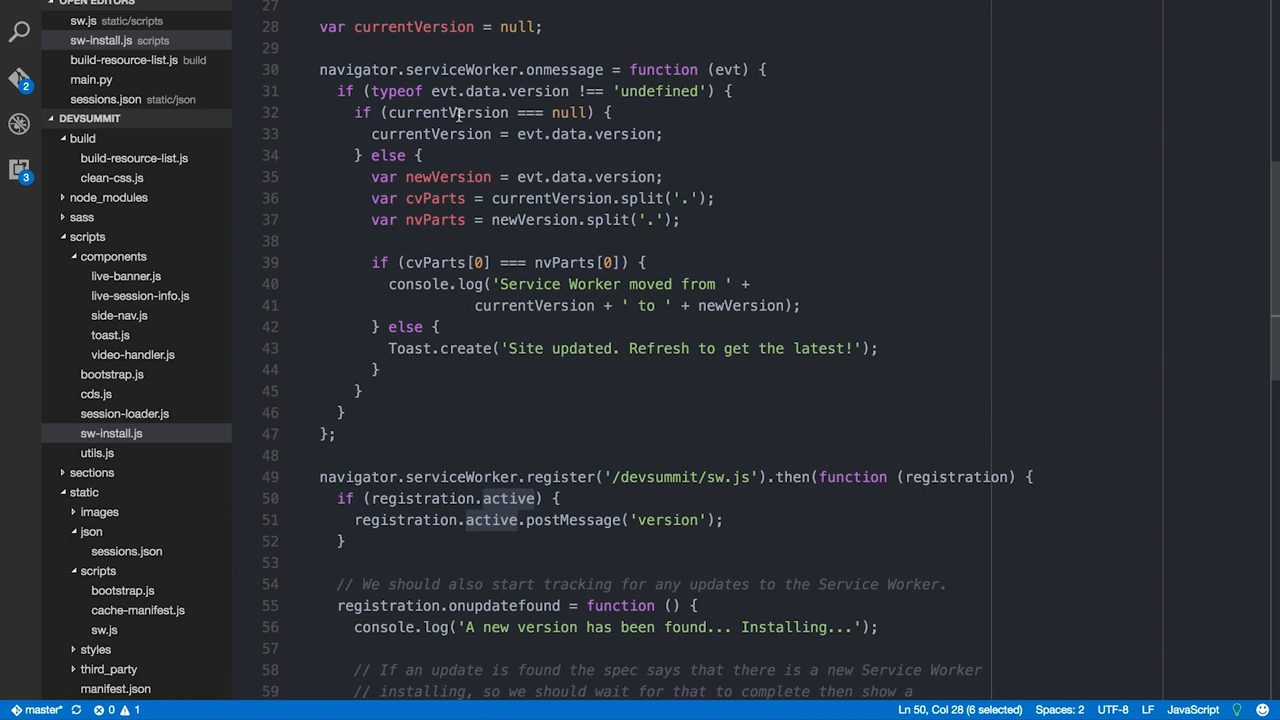 OPEN EDITORS
sw.js static/scripts
sw-install.js scripts
build-resource-list.js build
main.py
sessions.json static/json
DEVSUMMIT
build
build-resource-list.js
clean-css.js
node_modules
sass
scripts
components
live-banner.js
live-session-info.js
side-nav.js
toast.js
video-handler.js
bootstrap.js
cds.js
session-loader.js
sw-install.js
utils.js
sections
static
images
json
sessions.json
scripts
bootstrap.js
cache-manifest.js
sw.js
styles
third_party
manifest.json
2
3
27
28 var currentVersion = null;
29
30 navigator.serviceWorker.onmessage = function (evt) {
31 if (typeof evt.data.version !== 'undefined') {
32 if (currentVersion === null) {
33 currentVersion = evt.data.version;
34 } else {
35 var newVersion = evt.data.version;
36 var cvParts = currentVersion.split('.');
37 var nvParts = newVersion.split('.');
38
39 if (cvParts[0] === nvParts[0]) {
40 console.log('Service Worker moved from ' +
41 currentVersion + ' to ' + newVersion);
42 } else {
43 Toast.create('Site updated. Refresh to get the latest!');
44 }
45 }
46 }
47 };
48
49 navigator.serviceWorker.register('/devsummit/sw.js').then(function (registration) {
50 if (registration.active) {
51 registration.active.postMessage('version');
52 }
53
54 // We should also start tracking for any updates to the Service Worker.
55 registration.onupdatefound = function () {
56 console.log('A new version has been found... Installing...');
57
58 // If an update is found the spec says that there is a new Service Worker
59 // installing, so we should wait for that to complete then show a
master* 0 1 Ln 50, Col 28 (6 selected) Spaces: 2 UTF-8 LF JavaScript